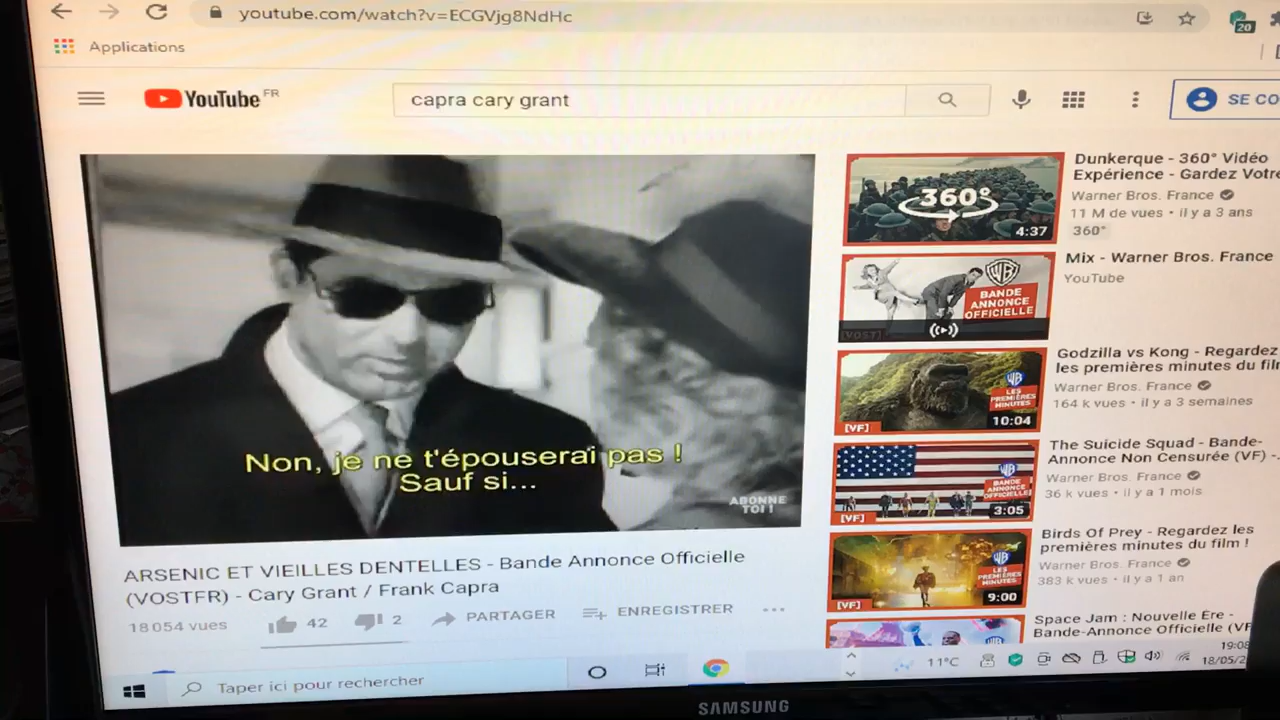 youtube.com/watch?v=ECGVjg8NdHc
20
Applications
YouTube FR
capra cary grant
SE CO
Non, je ne t'épouserai pas !
Sauf si...
ABONNE
TOI !
ARSENIC ET VIEILLES DENTELLES - Bande Annonce Officielle
(VOSTFR) - Cary Grant / Frank Capra
18 054 vues
42
2
PARTAGER
ENREGISTRER
360°
4:37
Dunkerque - 360° Vidéo
Expérience - Gardez Votre
Warner Bros. France
11 M de vues • il y a 3 ans
360°
WB
BANDE
ANNONCE
OFFICIELLE
[VOST]
Mix - Warner Bros. France
YouTube
WB
LES
PREMIÈRES
MINUTES
[VF]
10:04
Godzilla vs Kong - Regardez
les premières minutes du film
Warner Bros. France
164 k vues • il y a 3 semaines
WB
BANDE
ANNONCE
OFFICIELLE
[VF]
3:05
The Suicide Squad - Bande-
Annonce Non Censurée (VF) -
Warner Bros. France
36 k vues • il y a 1 mois
WB
LES
PREMIÈRES
MINUTES
[VF]
9:00
Birds Of Prey - Regardez les
premières minutes du film !
Warner Bros. France
383 k vues • il y a 1 an
WB
Space Jam : Nouvelle Ère -
Bande-Annonce Officielle (VF
Taper ici pour rechercher
11°C
19:08
18/05/2
SAMSUNG